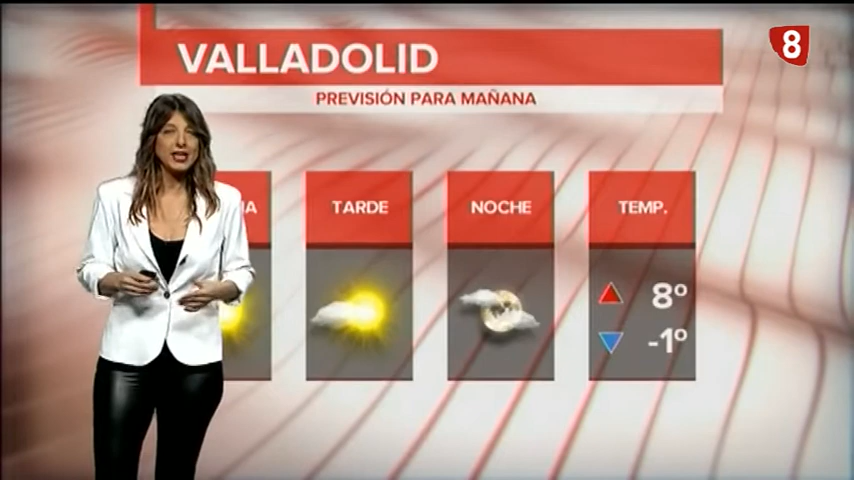 8
VALLADOLID
PREVISIÓN PARA MAÑANA
TARDE
NOCHE
TEMP.
8º
-1º